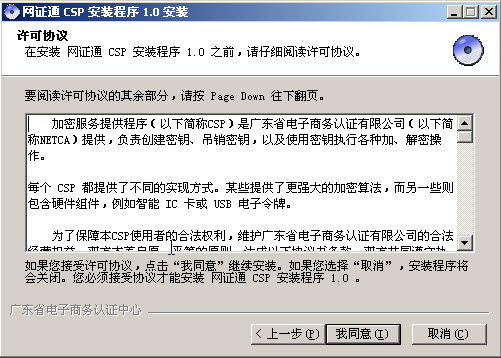 网证通 CSP 安装程序 1.0 安装
许可协议
在安装 网证通 CSP 安装程序 1.0 之前，请仔细阅读许可协议。
要阅读许可协议的其余部分，请按 Page Down 往下翻页。
加密服务提供程序（以下简称CSP）是广东省电子商务认证有限公司（以下简
称NETCA）提供，负责创建密钥、吊销密钥，以及使用密钥执行各种加、解密操
作。
每个 CSP 都提供了不同的实现方式。某些提供了更强大的加密算法，而另一些则
包含硬件组件，例如智能 IC 卡或 USB 电子令牌。
为了保障本CSP使用者的合法权利，维护广东省电子商务认证有限公司的合法
如果您接受许可协议，点击“我同意”继续安装。如果您选择“取消”，安装程序将
会关闭。您必须接受协议才能安装 网证通 CSP 安装程序 1.0 。
广东省电子商务认证中心
< 上一步(P) 我同意(I) 取消(C)